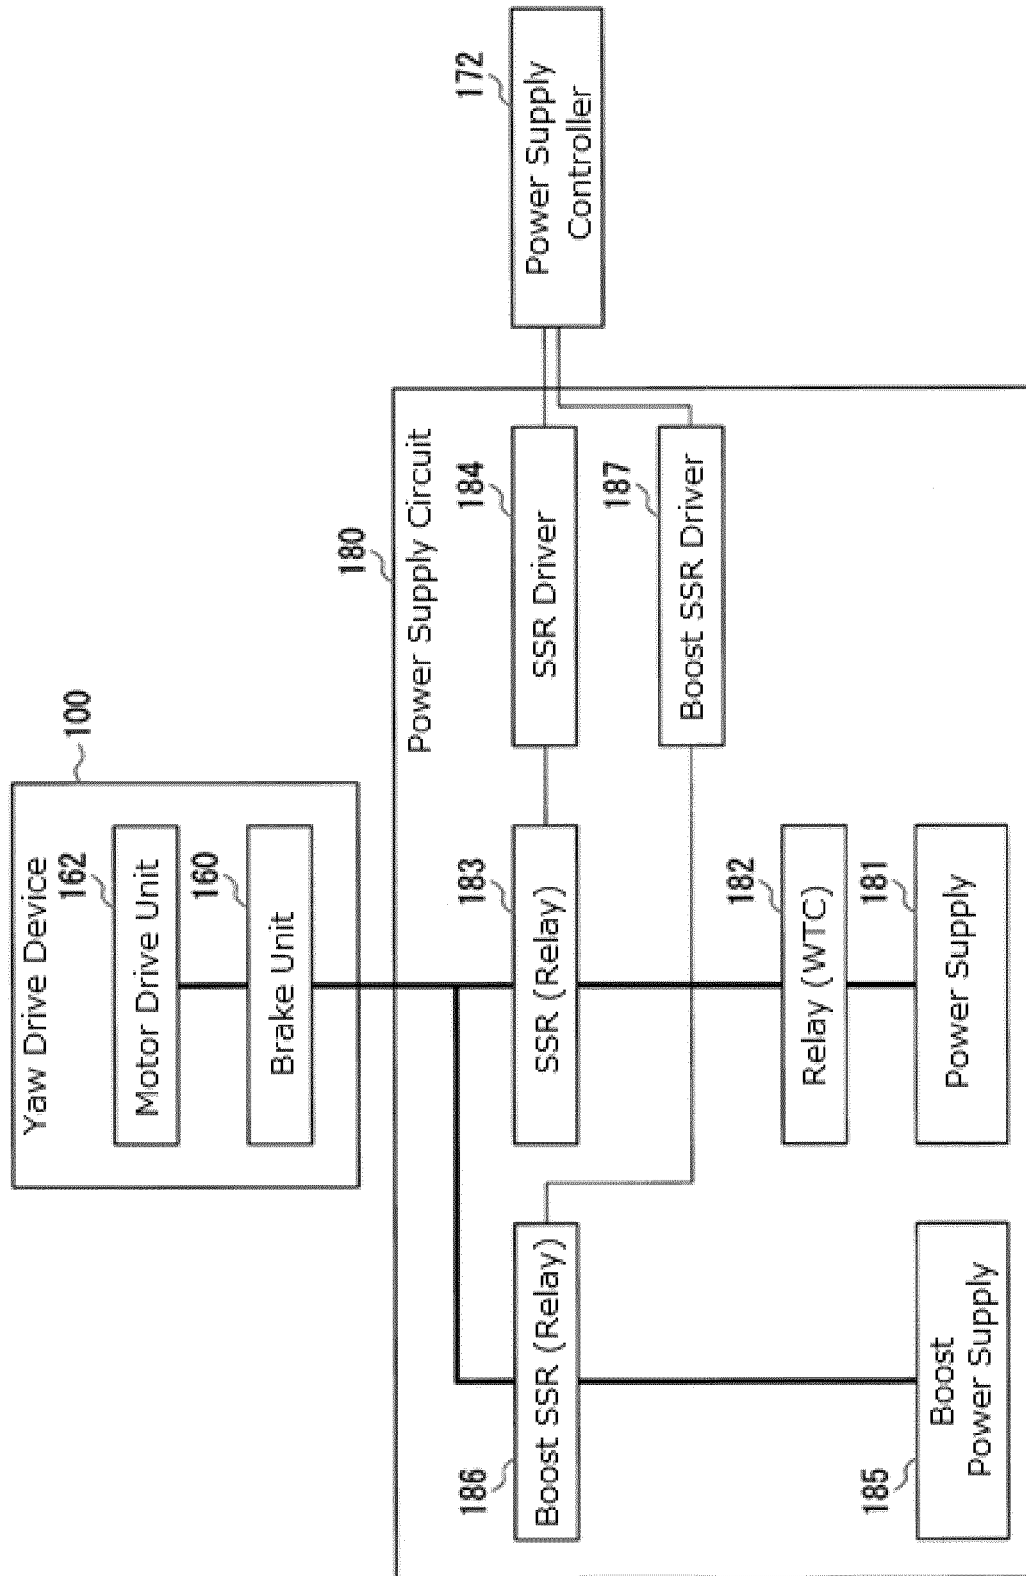 Yaw Drive Device
100
Motor Drive Unit
162
Brake Unit
160
180
Power Supply Circuit
Boost SSR (Relay)
186
SSR (Relay)
183
SSR Driver
184
Power Supply
Controller
172
Boost SSR Driver
187
Relay (WTC)
182
Boost
Power Supply
185
Power Supply
181